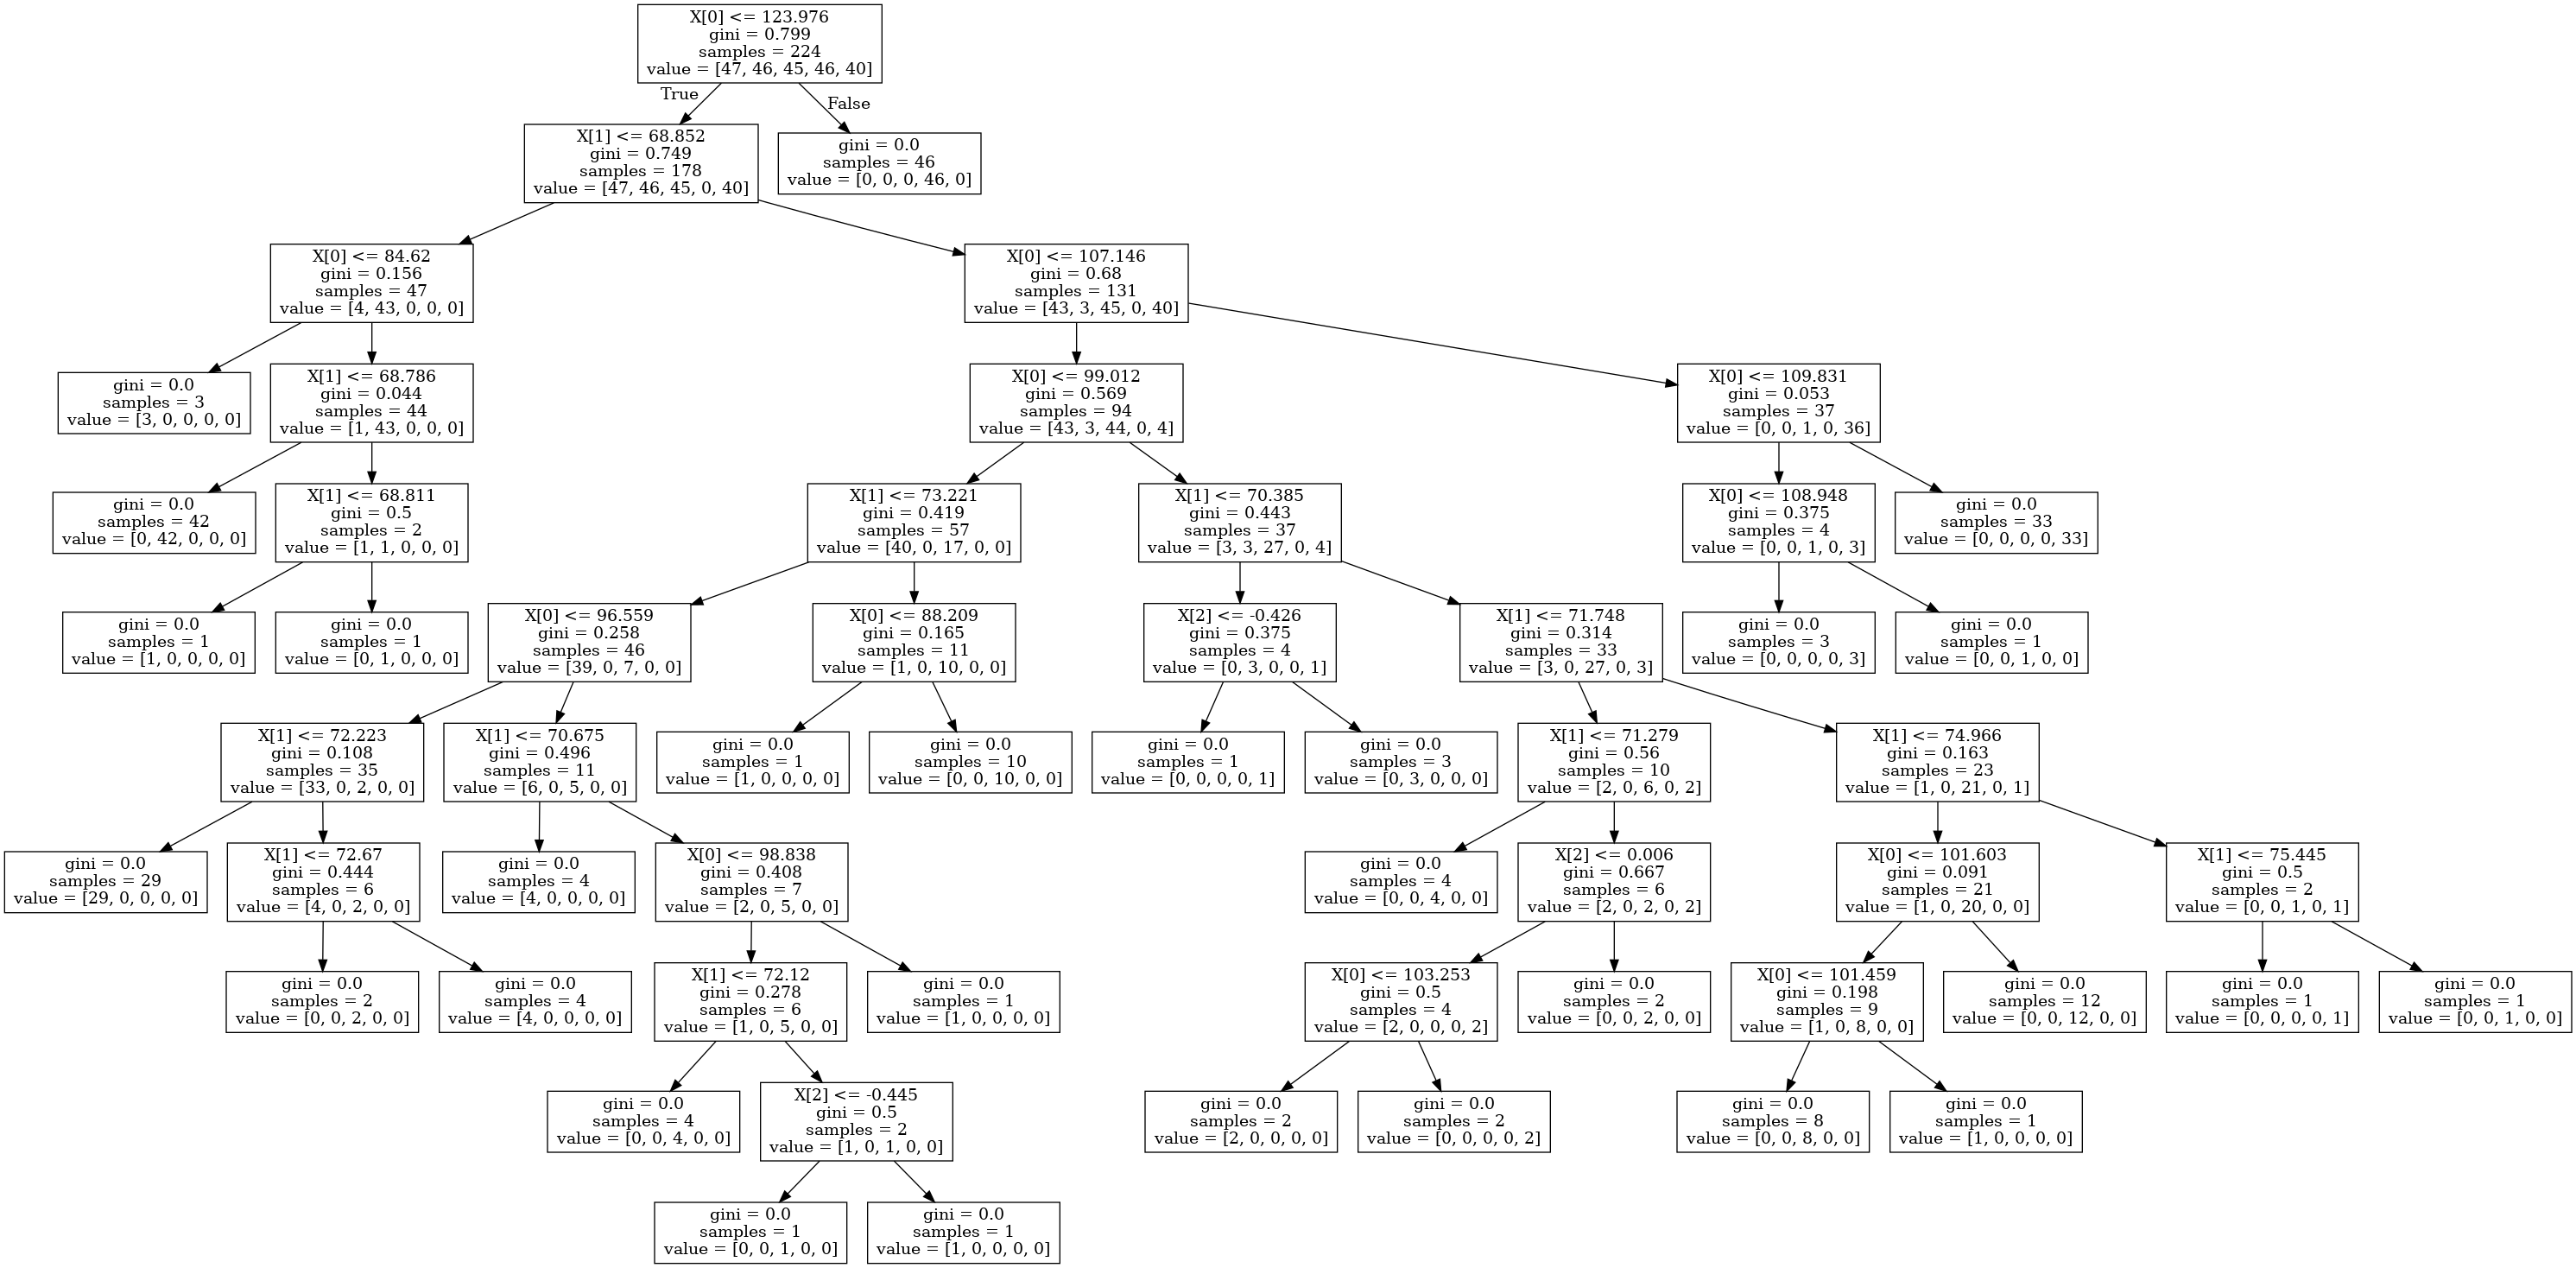 X[0] <= 123.976
gini = 0.799
samples = 224
value = [47, 46, 45, 46, 40]
True
False
X[1] <= 68.852
gini = 0.749
samples = 178
value = [47, 46, 45, 0, 40]
gini = 0.0
samples = 46
value = [0, 0, 0, 46, 0]
X[0] <= 84.62
gini = 0.156
samples = 47
value = [4, 43, 0, 0, 0]
X[0] <= 107.146
gini = 0.68
samples = 131
value = [43, 3, 45, 0, 40]
gini = 0.0
samples = 3
value = [3, 0, 0, 0, 0]
X[1] <= 68.786
gini = 0.044
samples = 44
value = [1, 43, 0, 0, 0]
X[0] <= 99.012
gini = 0.569
samples = 94
value = [43, 3, 44, 0, 4]
X[0] <= 109.831
gini = 0.053
samples = 37
value = [0, 0, 1, 0, 36]
gini = 0.0
samples = 42
value = [0, 42, 0, 0, 0]
X[1] <= 68.811
gini = 0.5
samples = 2
value = [1, 1, 0, 0, 0]
X[1] <= 73.221
gini = 0.419
samples = 57
value = [40, 0, 17, 0, 0]
X[1] <= 70.385
gini = 0.443
samples = 37
value = [3, 3, 27, 0, 4]
X[0] <= 108.948
gini = 0.375
samples = 4
value = [0, 0, 1, 0, 3]
gini = 0.0
samples = 33
value = [0, 0, 0, 0, 33]
gini = 0.0
samples = 1
value = [1, 0, 0, 0, 0]
gini = 0.0
samples = 1
value = [0, 1, 0, 0, 0]
X[0] <= 96.559
gini = 0.258
samples = 46
value = [39, 0, 7, 0, 0]
X[0] <= 88.209
gini = 0.165
samples = 11
value = [1, 0, 10, 0, 0]
X[2] <= -0.426
gini = 0.375
samples = 4
value = [0, 3, 0, 0, 1]
X[1] <= 71.748
gini = 0.314
samples = 33
value = [3, 0, 27, 0, 3]
gini = 0.0
samples = 3
value = [0, 0, 0, 0, 3]
gini = 0.0
samples = 1
value = [0, 0, 1, 0, 0]
X[1] <= 72.223
gini = 0.108
samples = 35
value = [33, 0, 2, 0, 0]
X[1] <= 70.675
gini = 0.496
samples = 11
value = [6, 0, 5, 0, 0]
gini = 0.0
samples = 1
value = [1, 0, 0, 0, 0]
gini = 0.0
samples = 10
value = [0, 0, 10, 0, 0]
gini = 0.0
samples = 1
value = [0, 0, 0, 0, 1]
gini = 0.0
samples = 3
value = [0, 3, 0, 0, 0]
X[1] <= 71.279
gini = 0.56
samples = 10
value = [2, 0, 6, 0, 2]
X[1] <= 74.966
gini = 0.163
samples = 23
value = [1, 0, 21, 0, 1]
gini = 0.0
samples = 29
value = [29, 0, 0, 0, 0]
X[1] <= 72.67
gini = 0.444
samples = 6
value = [4, 0, 2, 0, 0]
gini = 0.0
samples = 4
value = [4, 0, 0, 0, 0]
X[0] <= 98.838
gini = 0.408
samples = 7
value = [2, 0, 5, 0, 0]
gini = 0.0
samples = 4
value = [0, 0, 4, 0, 0]
X[2] <= 0.006
gini = 0.667
samples = 6
value = [2, 0, 2, 0, 2]
X[0] <= 101.603
gini = 0.091
samples = 21
value = [1, 0, 20, 0, 0]
X[1] <= 75.445
gini = 0.5
samples = 2
value = [0, 0, 1, 0, 1]
gini = 0.0
samples = 2
value = [0, 0, 2, 0, 0]
gini = 0.0
samples = 4
value = [4, 0, 0, 0, 0]
X[1] <= 72.12
gini = 0.278
samples = 6
value = [1, 0, 5, 0, 0]
gini = 0.0
samples = 1
value = [1, 0, 0, 0, 0]
X[0] <= 103.253
gini = 0.5
samples = 4
value = [2, 0, 0, 0, 2]
gini = 0.0
samples = 2
value = [0, 0, 2, 0, 0]
X[0] <= 101.459
gini = 0.198
samples = 9
value = [1, 0, 8, 0, 0]
gini = 0.0
samples = 12
value = [0, 0, 12, 0, 0]
gini = 0.0
samples = 1
value = [0, 0, 0, 0, 1]
gini = 0.0
samples = 1
value = [0, 0, 1, 0, 0]
gini = 0.0
samples = 4
value = [0, 0, 4, 0, 0]
X[2] <= -0.445
gini = 0.5
samples = 2
value = [1, 0, 1, 0, 0]
gini = 0.0
samples = 2
value = [2, 0, 0, 0, 0]
gini = 0.0
samples = 2
value = [0, 0, 0, 0, 2]
gini = 0.0
samples = 8
value = [0, 0, 8, 0, 0]
gini = 0.0
samples = 1
value = [1, 0, 0, 0, 0]
gini = 0.0
samples = 1
value = [0, 0, 1, 0, 0]
gini = 0.0
samples = 1
value = [1, 0, 0, 0, 0]